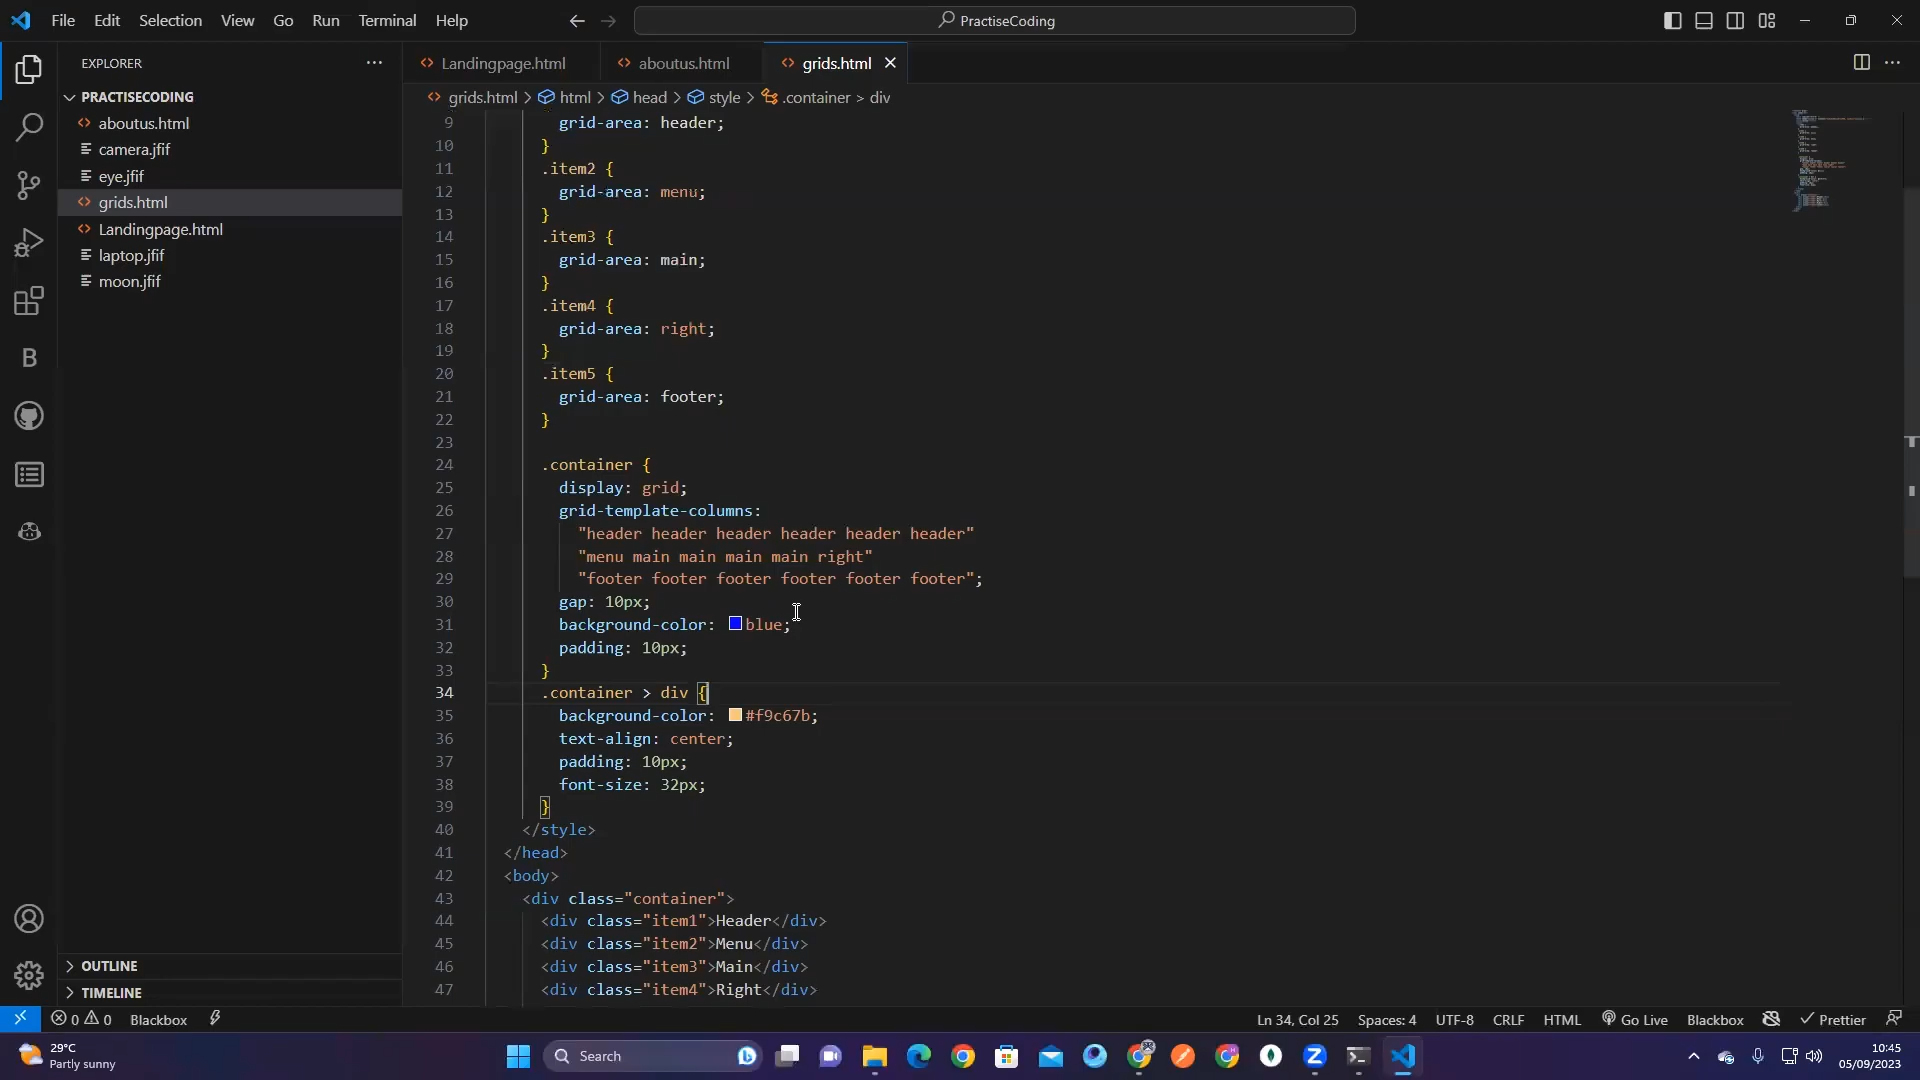 File Edit Selection View Go Run Terminal Help
PractiseCoding
EXPLORER
PRACTISECODING
aboutus.html
camera.jfif
eye.jfif
grids.html
Landingpage.html
laptop.jfif
moon.jfif
OUTLINE
TIMELINE
Landingpage.html aboutus.html grids.html
grids.html > html > head > style > .container > div
9 grid-area: header;
10 }
11 .item2 {
12 grid-area: menu;
13 }
14 .item3 {
15 grid-area: main;
16 }
17 .item4 {
18 grid-area: right;
19 }
20 .item5 {
21 grid-area: footer;
22 }
23
24 .container {
25 display: grid;
26 grid-template-columns:
27 "header header header header header header"
28 "menu main main main main right"
29 "footer footer footer footer footer footer";
30 gap: 10px;
31 background-color: blue;
32 padding: 10px;
33 }
34 .container > div {
35 background-color: #f9c67b;
36 text-align: center;
37 padding: 10px;
38 font-size: 32px;
39 }
40 </style>
41 </head>
42 <body>
43 <div class="container">
44 <div class="item1">Header</div>
45 <div class="item2">Menu</div>
46 <div class="item3">Main</div>
47 <div class="item4">Right</div>
0 0 Blackbox Ln 34, Col 25 Spaces: 4 UTF-8 CRLF HTML Go Live Blackbox Prettier
29°C
Partly sunny
Search
10:45
05/09/2023